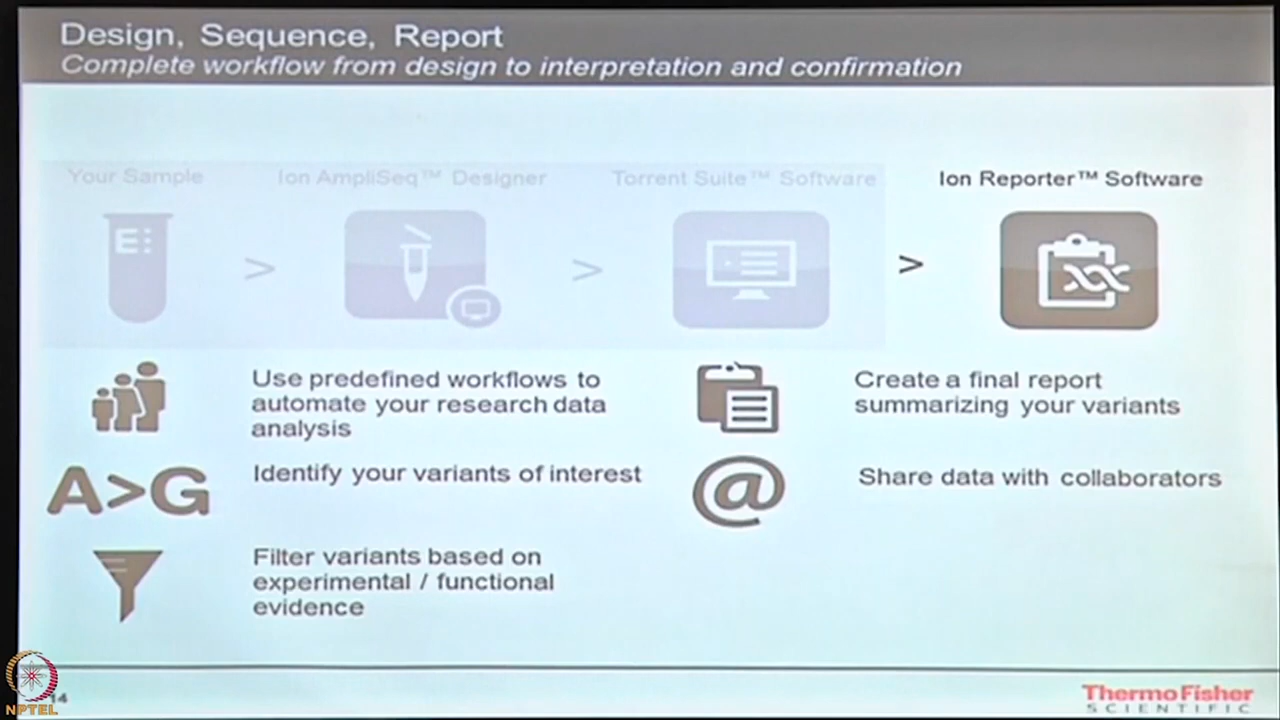 Design, Sequence, Report
Complete workflow from design to interpretation and confirmation
Your Sample
Ion AmpliSeq™ Designer
Torrent Suite™ Software
Ion Reporter™ Software
E
>
>
>
Use predefined workflows to
automate your research data
analysis
A>G
Identify your variants of interest
Filter variants based on
experimental / functional
evidence
Create a final report
summarizing your variants
@
Share data with collaborators
14
NPTEL
ThermoFisher
SCIENTIFIC